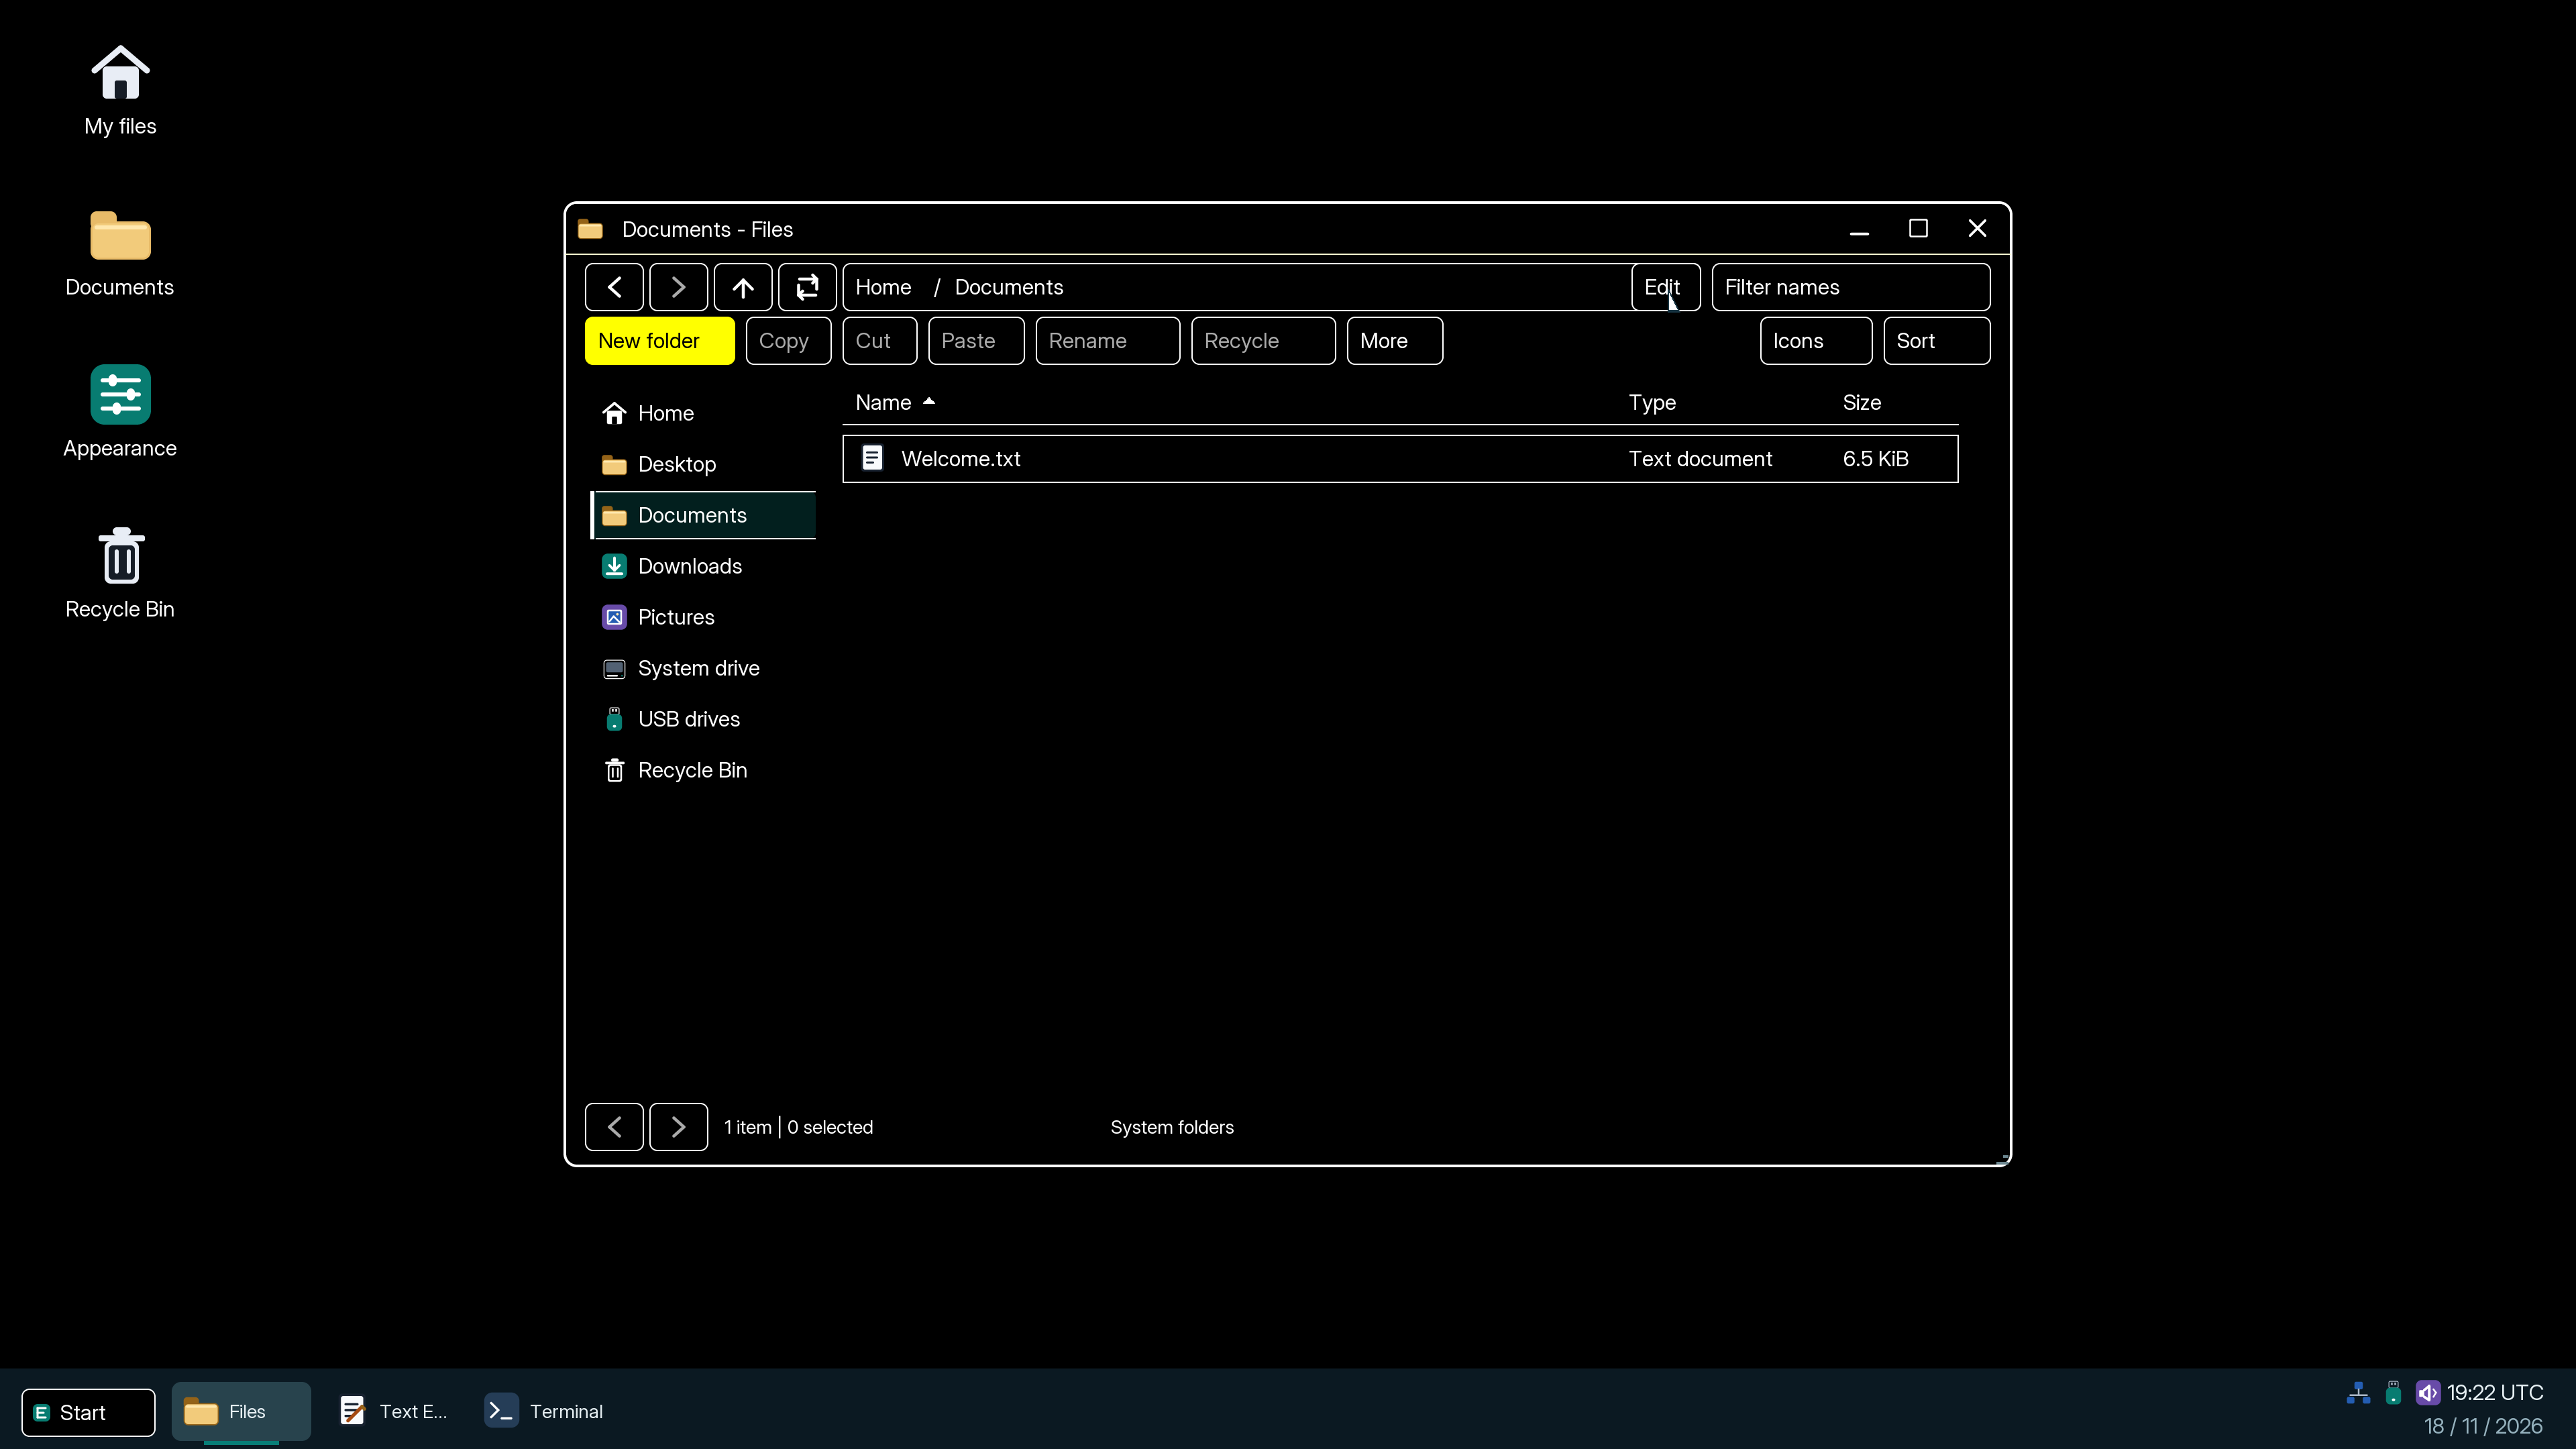 My files
Documents
Appearance
Recycle Bin
Documents - Files
Home / Documents Edit Filter names
New folder Copy Cut Paste Rename Recycle More Icons Sort
Home
Desktop
Documents
Downloads
Pictures
System drive
USB drives
Recycle Bin
Name Type Size
Welcome.txt Text document 6.5 KiB
1 item | 0 selected System folders
E Start Files Text E... Terminal
19:22 UTC
18 / 11 / 2026